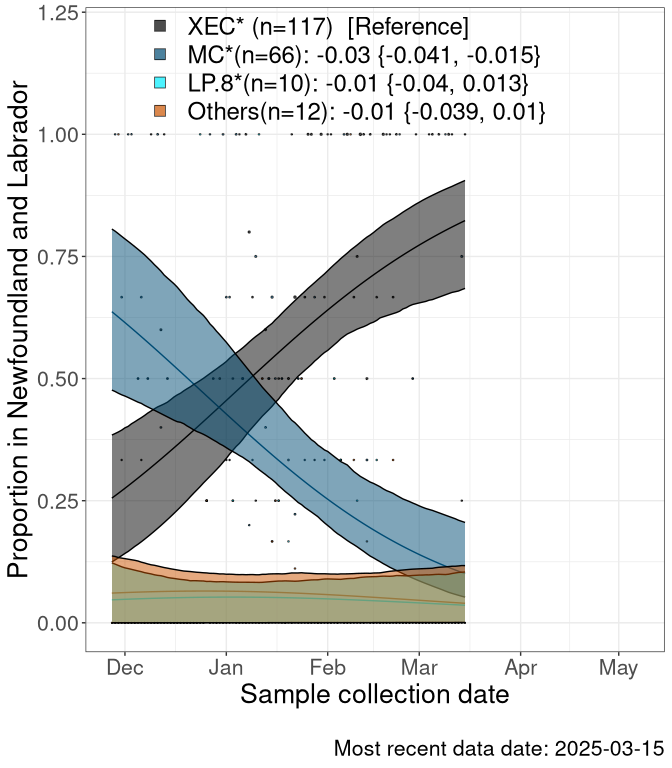 XEC* (n=117)  [Reference]
MC*(n=66): -0.03 {-0.041, -0.015}
LP.8*(n=10): -0.01 {-0.04, 0.013}
Others(n=12): -0.01 {-0.039, 0.01}
Proportion in Newfoundland and Labrador
1.25
1.00
0.75
0.50
0.25
0.00
Dec Jan Feb Mar Apr May
Sample collection date
Most recent data date: 2025-03-15